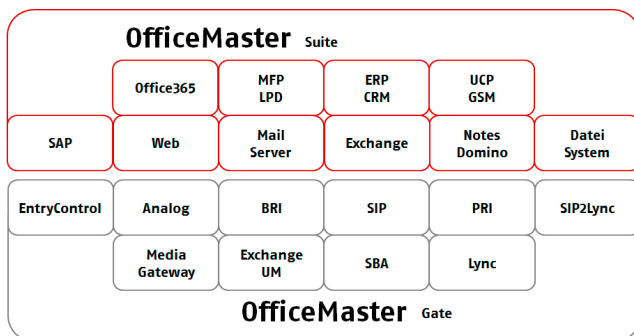 OfficeMaster Suite
Office365
MFP
LPD
ERP
CRM
UCP
GSM
SAP
Web
Mail
Server
Exchange
Notes
Domino
Datei
System
EntryControl
Analog
BRI
SIP
PRI
SIP2Lync
Media
Gateway
Exchange
UM
SBA
Lync
OfficeMaster Gate